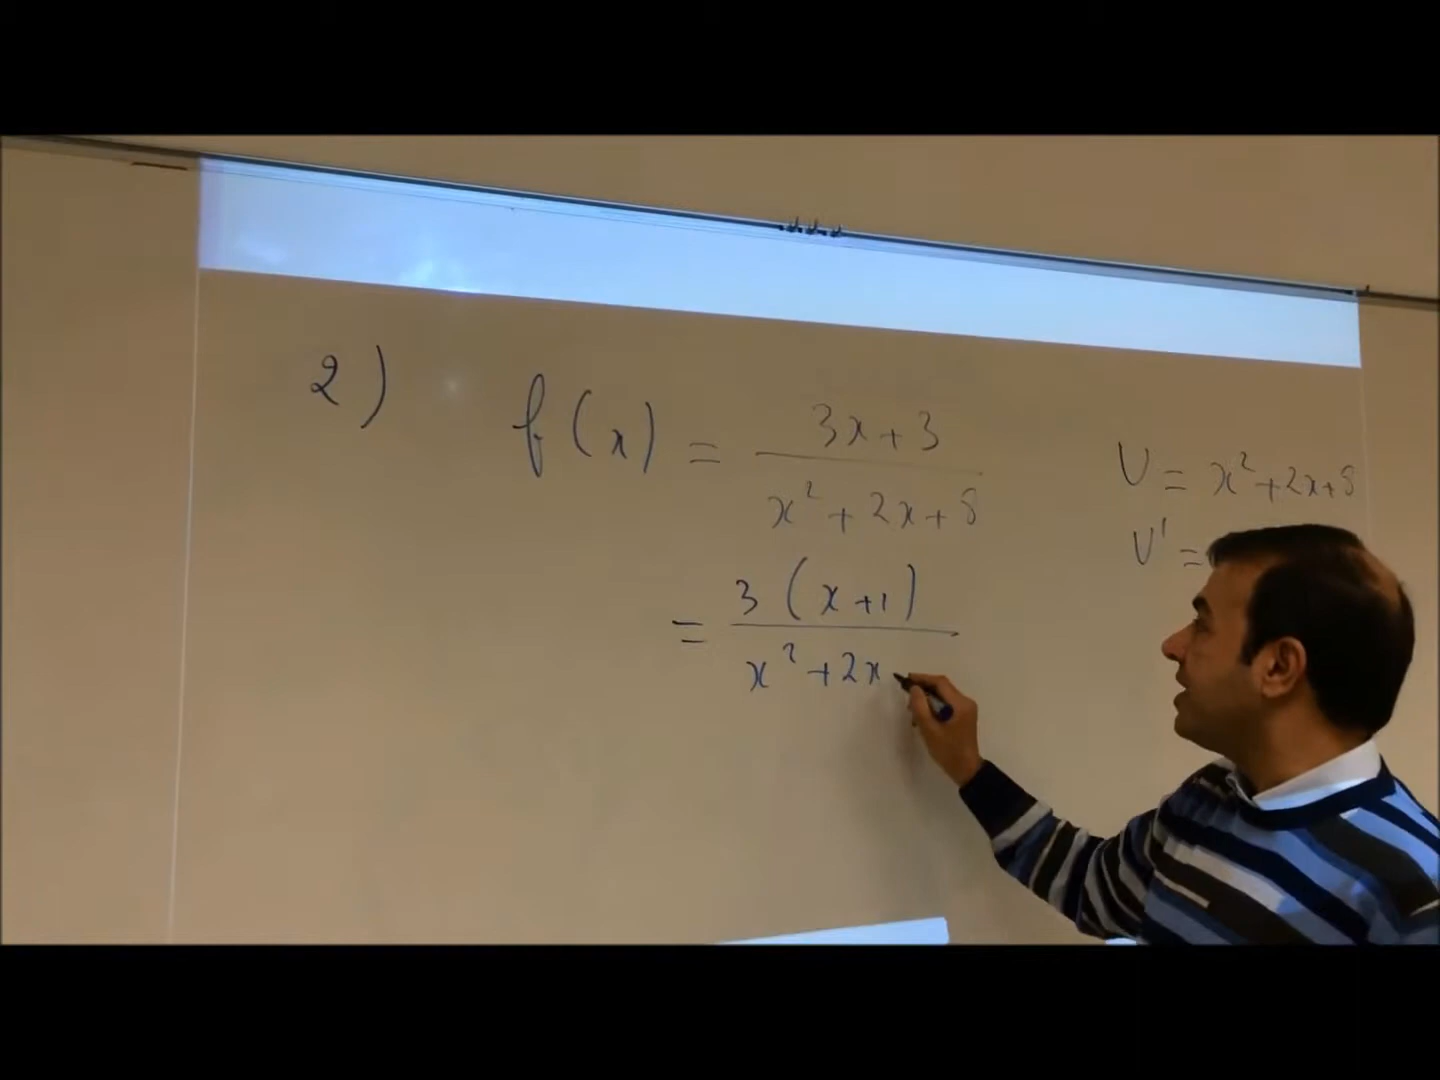 2) f(x) = (3x+3)/(x²+2x+8)
= 3(x+1)/(x²+2x
U = x²+2x+8
U' =